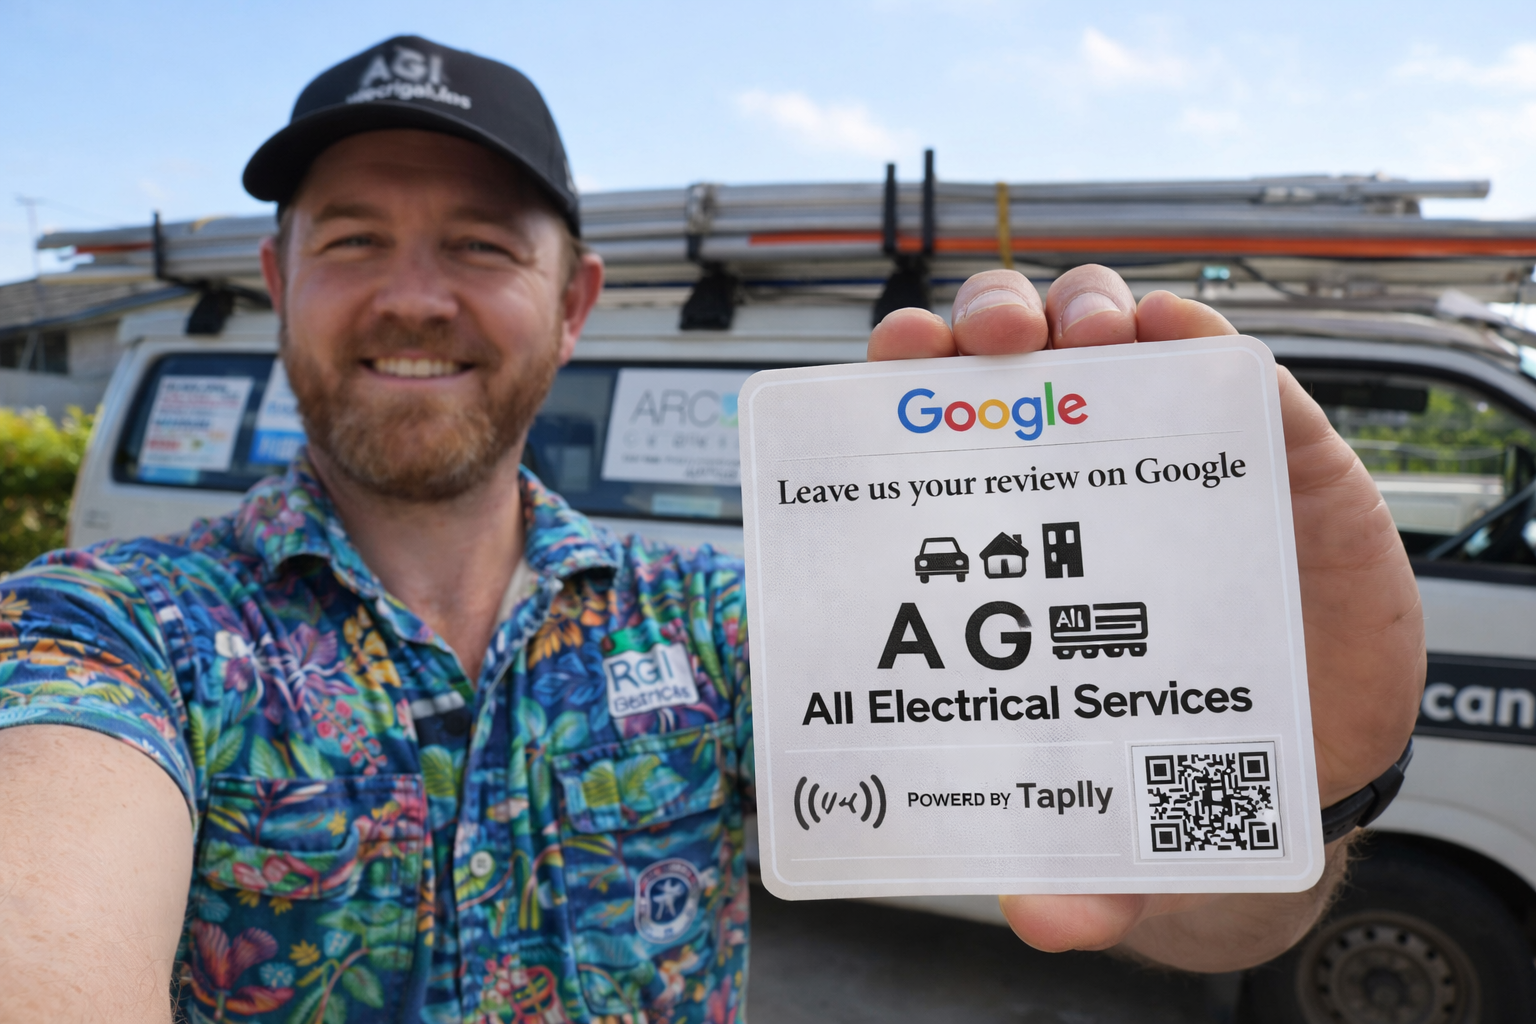 AGI
Google
Leave us your review on Google
A G All
All Electrical Services
POWERD BY Taplly
ARC
RGI
can